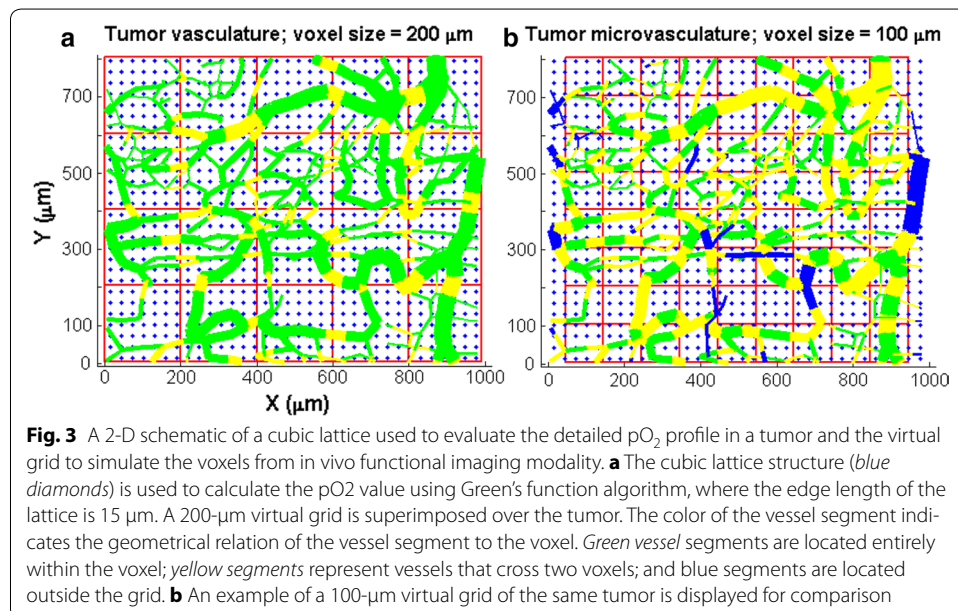 a Tumor vasculature; voxel size = 200 μm
b Tumor microvasculature; voxel size = 100 μm
Y (μm)
700
500
300
100
0
0 200 400 600 800 1000
X (μm)
700
500
300
100
0
0 200 400 600 800 1000
Fig. 3 A 2-D schematic of a cubic lattice used to evaluate the detailed pO₂ profile in a tumor and the virtual
grid to simulate the voxels from in vivo functional imaging modality. a The cubic lattice structure (blue
diamonds) is used to calculate the pO2 value using Green's function algorithm, where the edge length of the
lattice is 15 μm. A 200-μm virtual grid is superimposed over the tumor. The color of the vessel segment indi-
cates the geometrical relation of the vessel segment to the voxel. Green vessel segments are located entirely
within the voxel; yellow segments represent vessels that cross two voxels; and blue segments are located
outside the grid. b An example of a 100-μm virtual grid of the same tumor is displayed for comparison